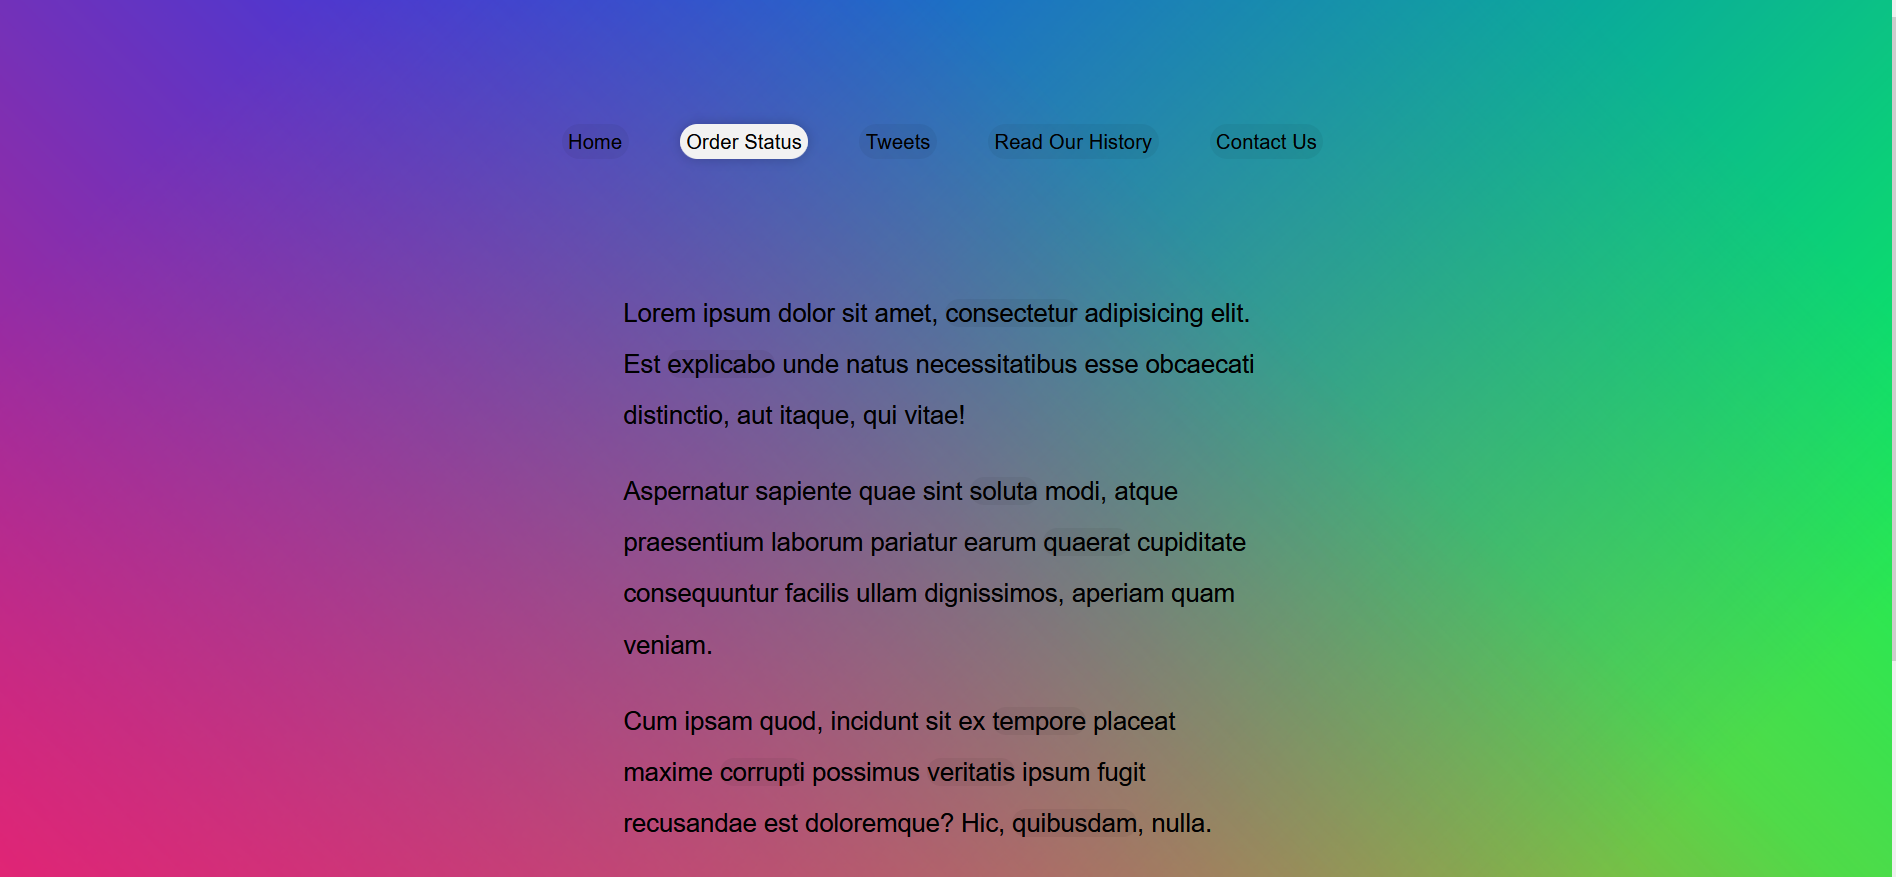 Home Order Status Tweets Read Our History Contact Us
Lorem ipsum dolor sit amet, consectetur adipisicing elit.
Est explicabo unde natus necessitatibus esse obcaecati
distinctio, aut itaque, qui vitae!
Aspernatur sapiente quae sint soluta modi, atque
praesentium laborum pariatur earum quaerat cupiditate
consequuntur facilis ullam dignissimos, aperiam quam
veniam.
Cum ipsam quod, incidunt sit ex tempore placeat
maxime corrupti possimus veritatis ipsum fugit
recusandae est doloremque? Hic, quibusdam, nulla.